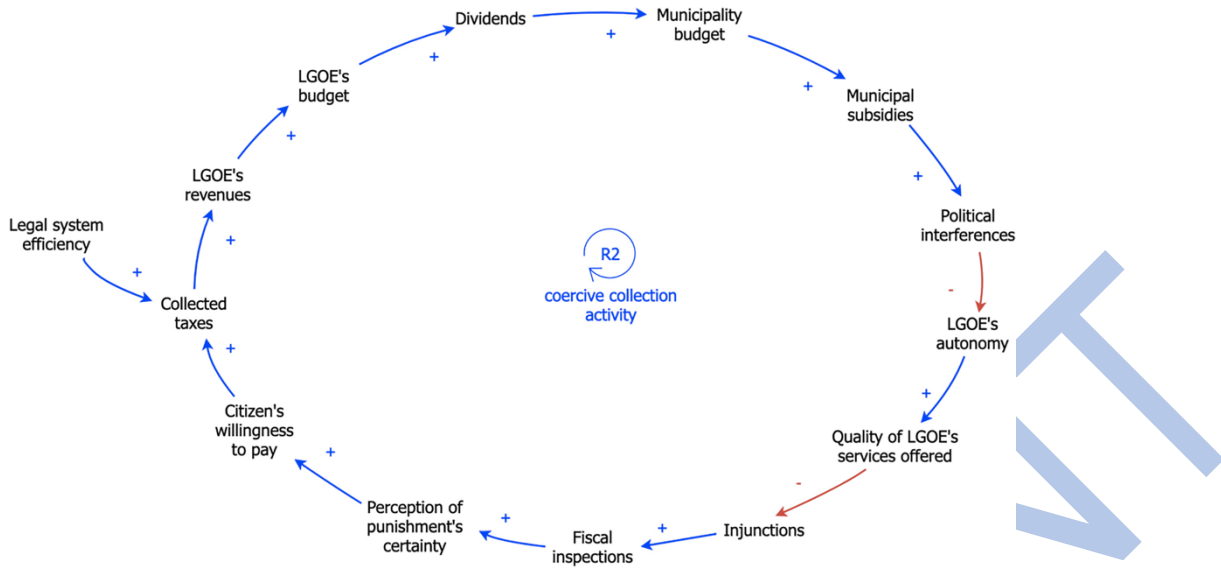 Dividends
+
Municipality
budget
+
Municipal
subsidies
+
Political
interferences
-
LGOE's
autonomy
+
Quality of LGOE's
services offered
-
Injunctions
+
Fiscal
inspections
+
Perception of
punishment's
certainty
+
Citizen's
willingness
to pay
+
Collected
taxes
+
Legal system
efficiency
+
LGOE's
revenues
+
LGOE's
budget
+
R2
coercive collection
activity